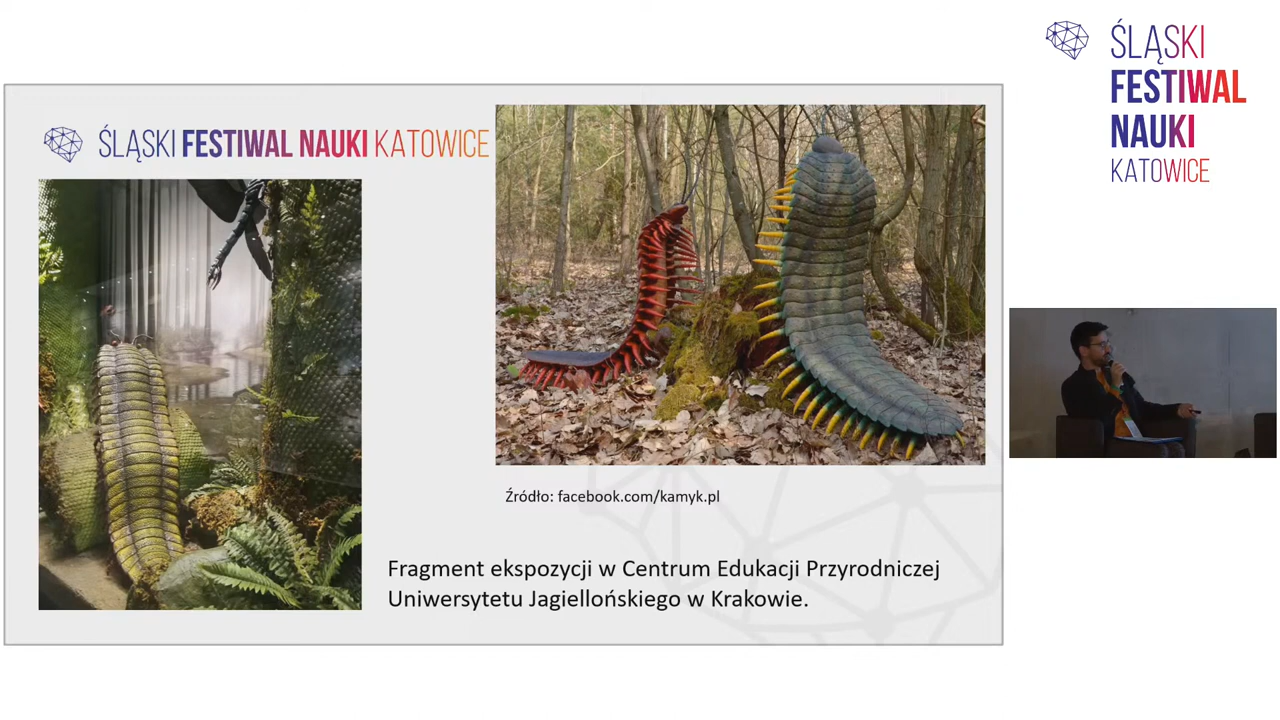 ŚLĄSKI
FESTIWAL
NAUKI
KATOWICE
ŚLĄSKI FESTIWAL NAUKI KATOWICE
Źródło: facebook.com/kamyk.pl
Fragment ekspozycji w Centrum Edukacji Przyrodniczej
Uniwersytetu Jagiellońskiego w Krakowie.